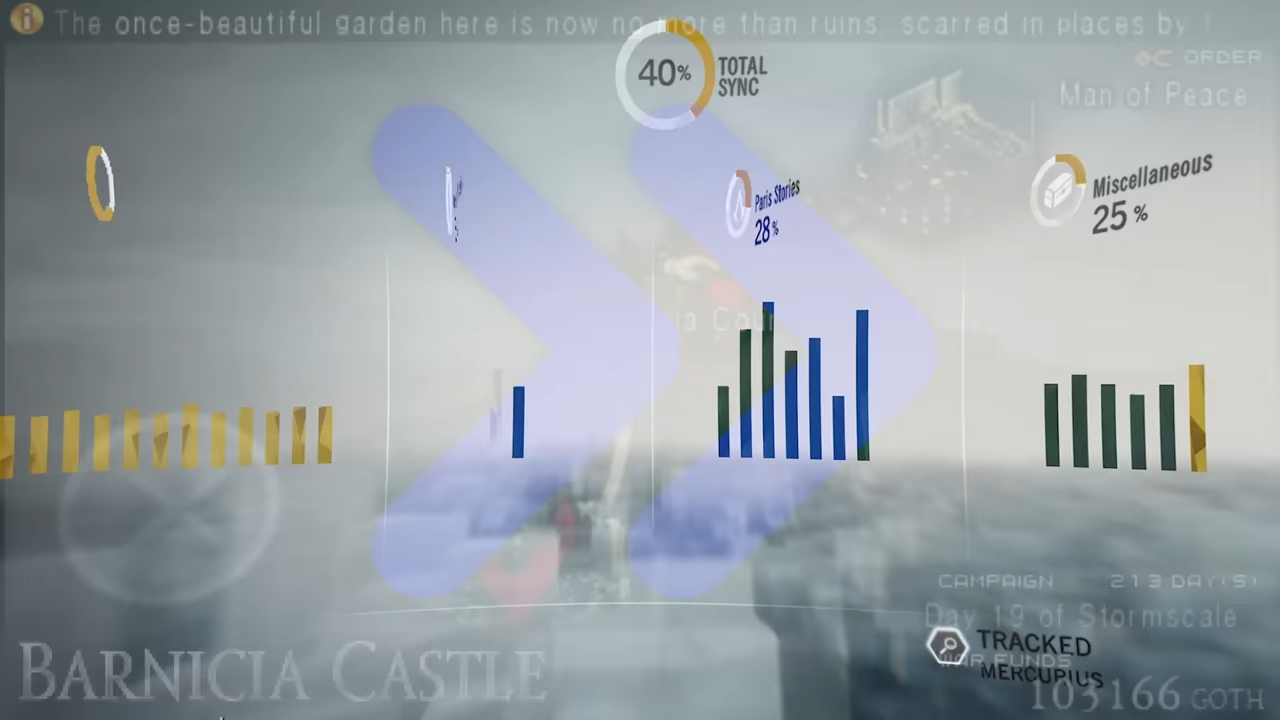 The once-beautiful garden here is now no more than ruins, scarred in places by
40% TOTAL SYNC
ORDER
Man of Peace
Paris Stories
28%
Miscellaneous
25%
CAMPAIGN 213 DAY(S)
Day 19 of Stormscale
TRACKED
WAR FUNDS
MERCURIUS
103166 GOTH
BARNICIA CASTLE